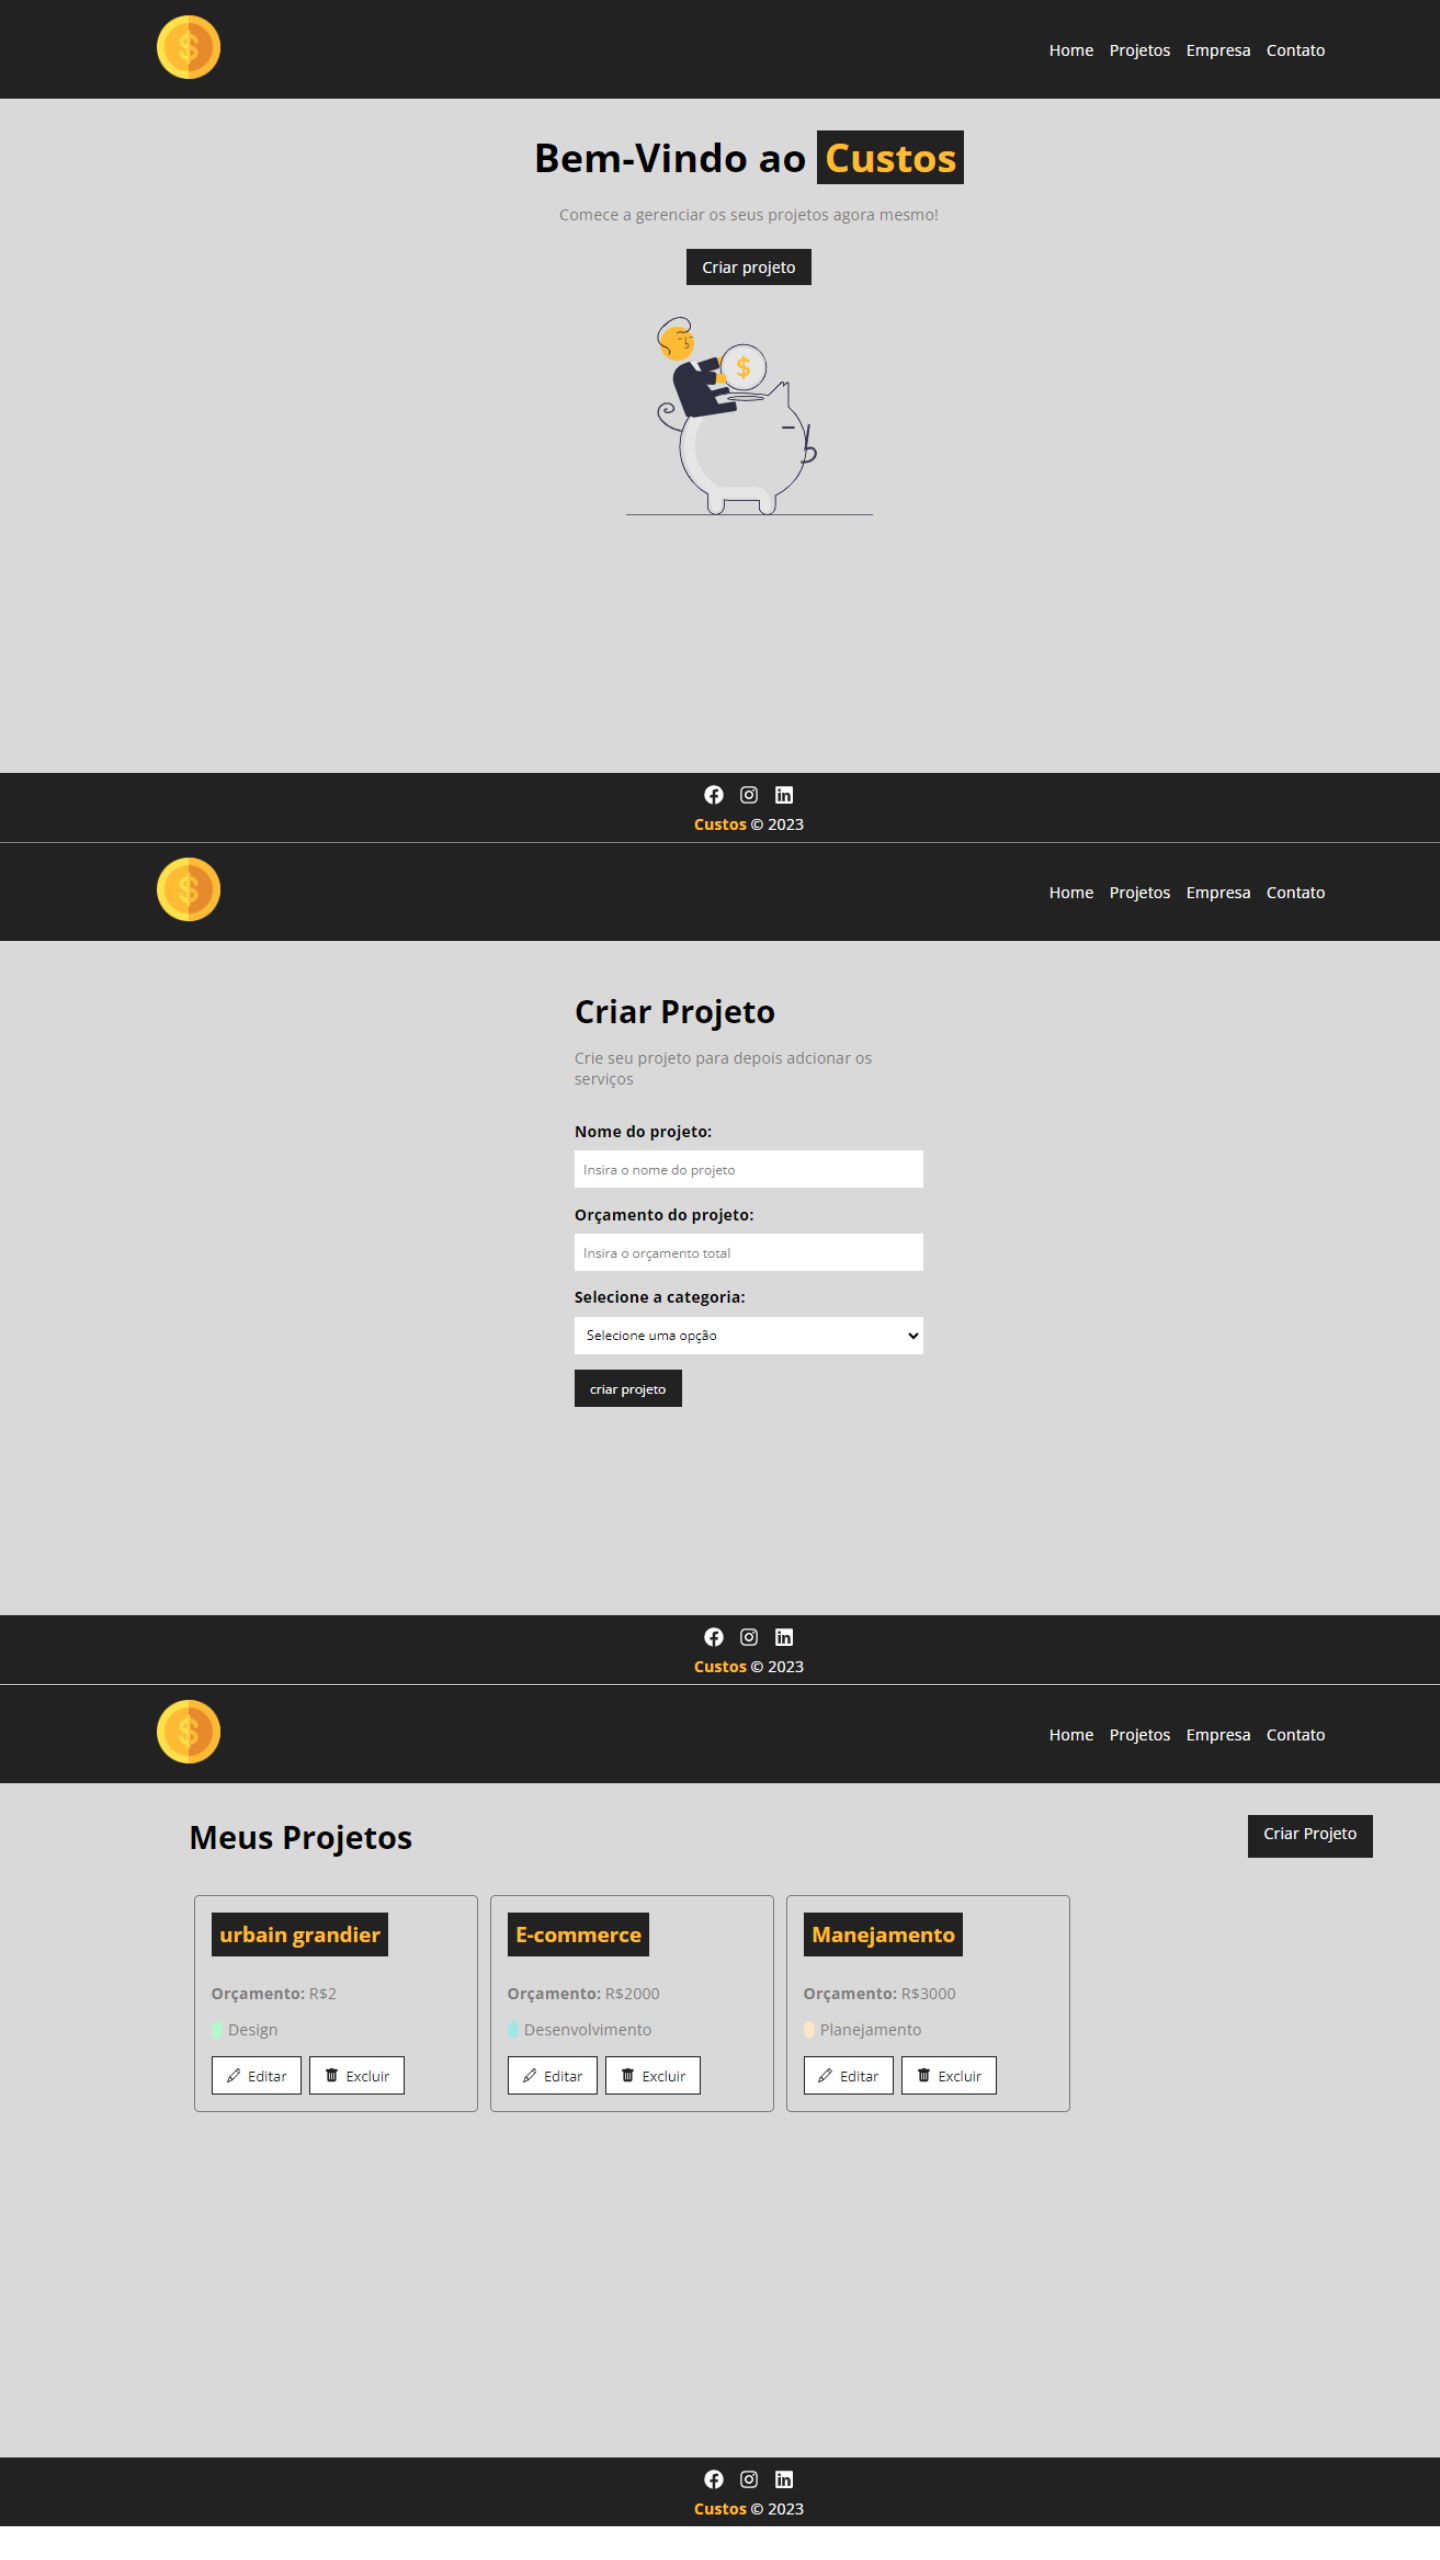 $
Home Projetos Empresa Contato
Bem-Vindo ao Custos
Comece a gerenciar os seus projetos agora mesmo!
Criar projeto
$
Custos © 2023
$
Home Projetos Empresa Contato
Criar Projeto
Crie seu projeto para depois adcionar os
serviços
Nome do projeto:
Insira o nome do projeto
Orçamento do projeto:
Insira o orçamento total
Selecione a categoria:
Selecione uma opção
criar projeto
Custos © 2023
$
Home Projetos Empresa Contato
Meus Projetos
Criar Projeto
urbain grandier
Orçamento: R$2
Design
Editar Excluir
E-commerce
Orçamento: R$2000
Desenvolvimento
Editar Excluir
Manejamento
Orçamento: R$3000
Planejamento
Editar Excluir
Custos © 2023